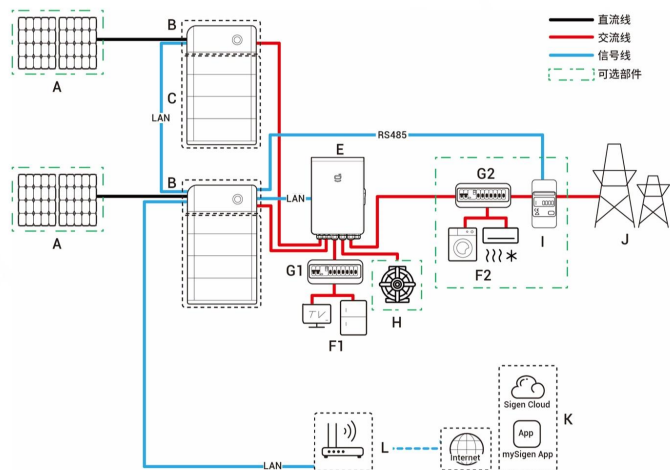 直流线
交流线
信号线
可选部件
B
A
C
LAN
RS485
E
B
LAN
G2
A
I
J
F2
G1
H
TV
F1
Sigen Cloud
K
App
mySigen App
L
Internet
LAN